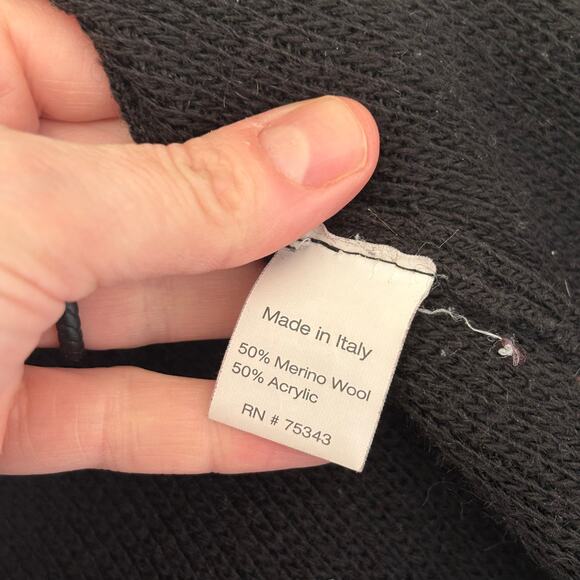 Made in Italy
50% Merino Wool
50% Acrylic
RN # 75343